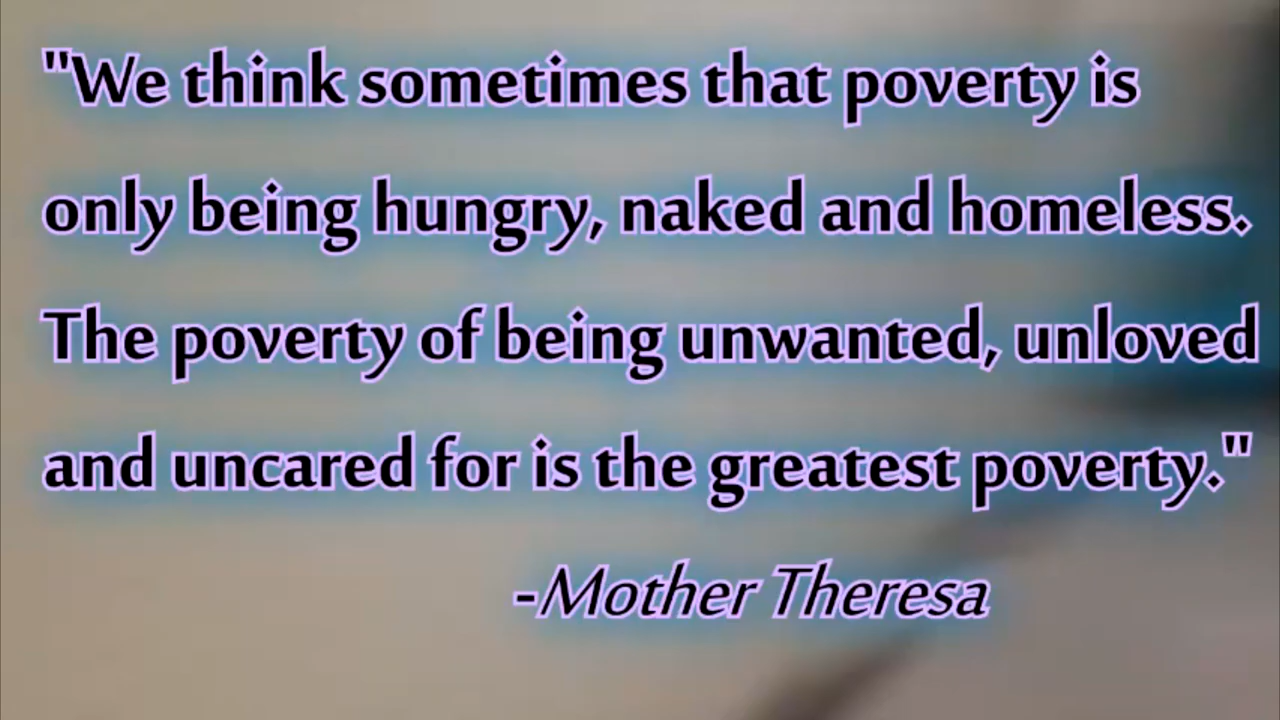 "We think sometimes that poverty is
only being hungry, naked and homeless.
The poverty of being unwanted, unloved
and uncared for is the greatest poverty."
-Mother Theresa